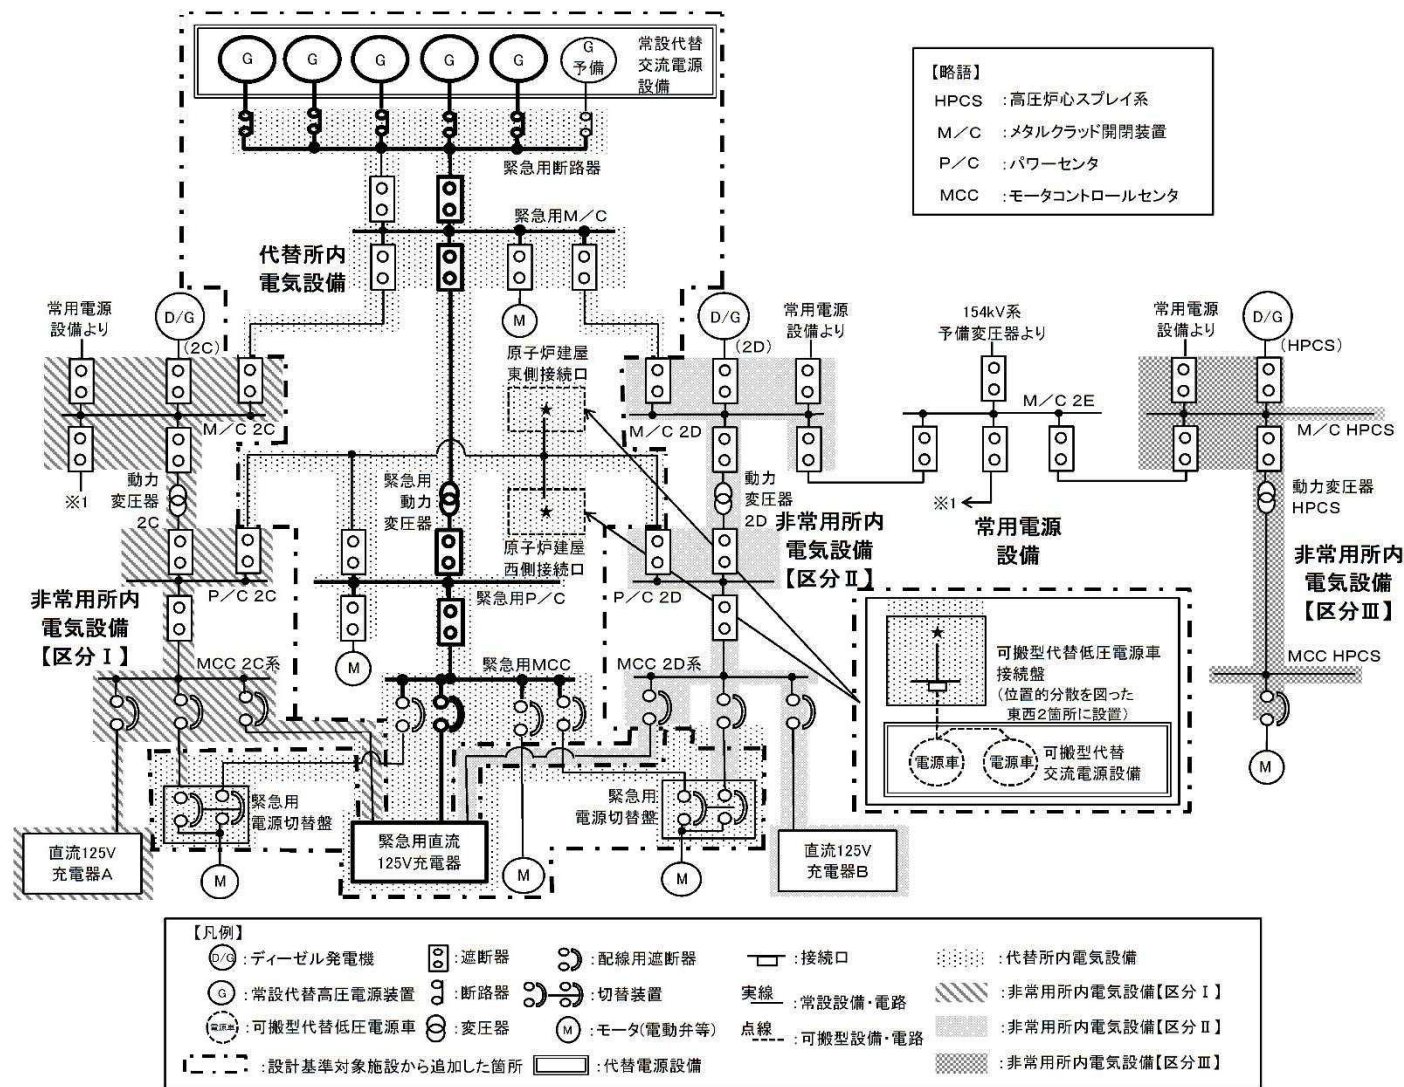 G
G
G
G
G
G
予備
常設代替
交流電源
設備
緊急用断路器
【略語】
HPCS :高圧炉心スプレイ系
M/C :メタルクラッド開閉装置
P/C :パワーセンタ
MCC :モータコントロールセンタ
緊急用M/C
代替所内
電気設備
常用電源
設備より
D/G
(2C)
M
原子炉建屋
東側接続口
★
D/G
(2D)
常用電源
設備より
154kV系
予備変圧器より
常用電源
設備より
D/G
(HPCS)
M/C 2C
M/C 2D
M/C 2E
M/C HPCS
※1
動力
変圧器
2C
緊急用
動力
変圧器
★
原子炉建屋
西側接続口
動力
変圧器
2D
非常用所内
電気設備
【区分Ⅱ】
※1
常用電源
設備
動力変圧器
HPCS
非常用所内
電気設備
【区分Ⅲ】
P/C 2C
緊急用P/C
P/C 2D
非常用所内
電気設備
【区分Ⅰ】
M
MCC 2C系
緊急用MCC
MCC 2D系
MCC HPCS
★
可搬型代替低圧電源車
接続盤
(位置的分散を図った
東西2箇所に設置)
電源車
電源車
可搬型代替
交流電源設備
M
緊急用
電源切替盤
緊急用
電源切替盤
直流125V
充電器A
M
緊急用直流
125V充電器
M
M
直流125V
充電器B
【凡例】
D/G :ディーゼル発電機
:遮断器
:配線用遮断器
:接続口
:代替所内電気設備
G :常設代替高圧電源装置
:断路器
:切替装置
実線 :常設設備・電路
:非常用所内電気設備【区分Ⅰ】
電源車 :可搬型代替低圧電源車
:変圧器
M :モータ(電動弁等)
点線 :可搬型設備・電路
:非常用所内電気設備【区分Ⅱ】
:設計基準対象施設から追加した箇所
:代替電源設備
:非常用所内電気設備【区分Ⅲ】